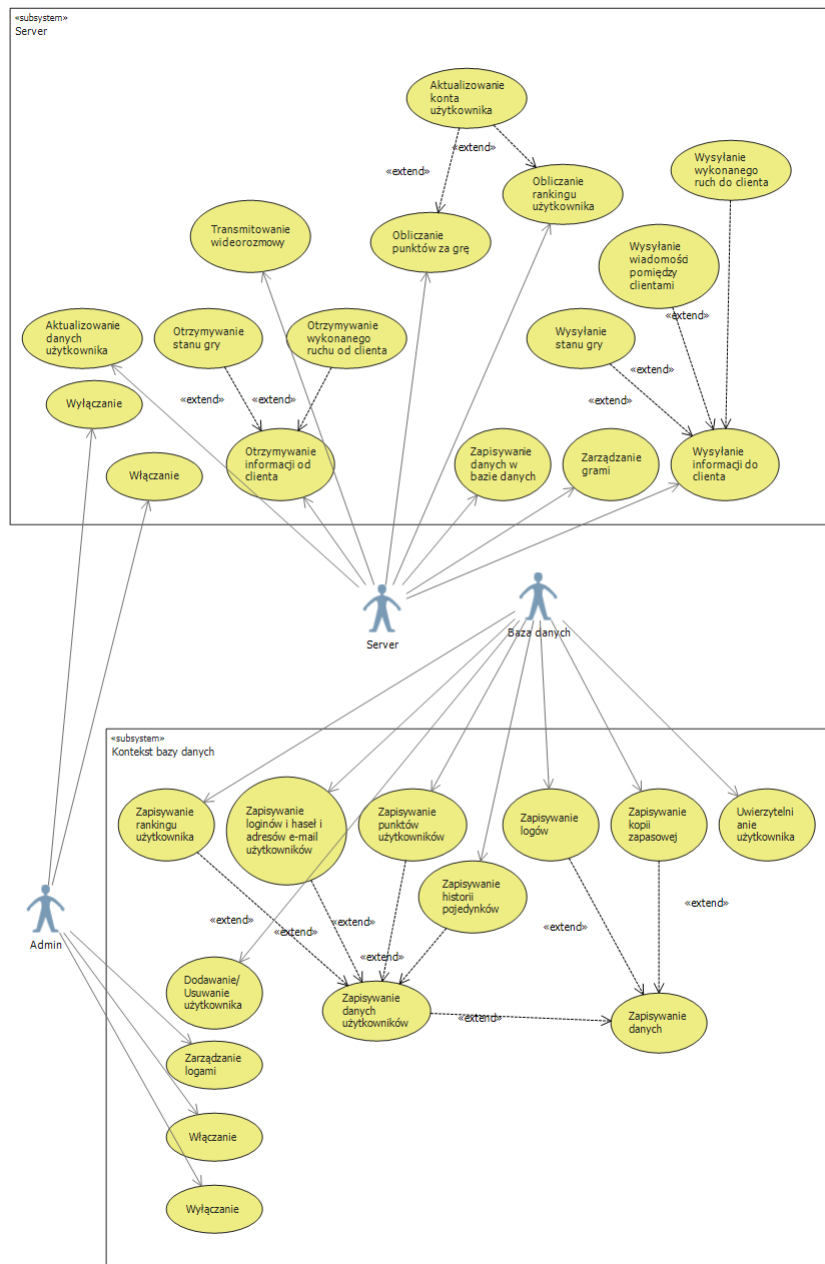 «subsystem»
Server
Aktualizowanie
konta
użytkownika
«extend»
«extend»
Wysyłanie
wykonanego
ruch do clienta
Obliczanie
rankingu
użytkownika
Transmitowanie
wideorozmowy
Obliczanie
punktów za grę
Wysyłanie
wiadomości
pomiędzy
clientami
«extend»
Aktualizowanie
danych
użytkownika
Otrzymywanie
stanu gry
Otrzymywanie
wykonanego
ruchu od clienta
Wysyłanie
stanu gry
«extend»
«extend»
«extend»
«extend»
Wyłączanie
Włączanie
Otrzymywanie
informacji od
clienta
Zapisywanie
danych w
bazie danych
Zarządzanie
grami
Wysyłanie
informacji do
clienta
Server
Baza danych
«subsystem»
Kontekst bazy danych
Zapisywanie
rankingu
użytkownika
Zapisywanie
loginów i haseł i
adresów e-mail
użytkowników
Zapisywanie
punktów
użytkowników
Zapisywanie
logów
Zapisywanie
kopii
zapasowej
Uwierzytelni
anie
użytkownika
Zapisywanie
historii
pojedynków
«extend»
«extend»
«extend»
«extend»
«extend»
«extend»
Admin
Dodawanie/
Usuwanie
użytkownika
Zapisywanie
danych
użytkowników
«extend»
Zapisywanie
danych
Zarządzanie
logami
Włączanie
Wyłączanie